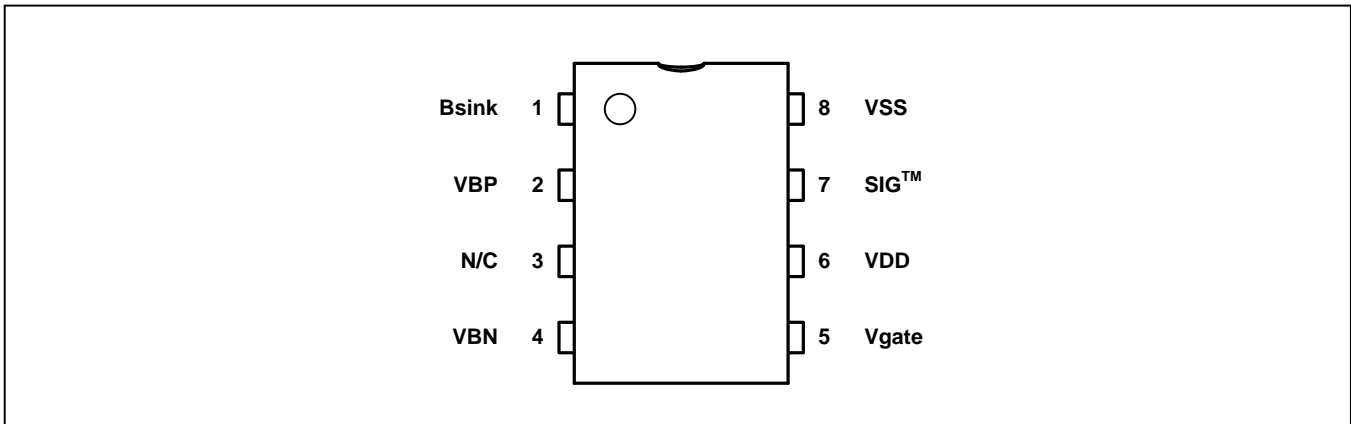 Bsink 1 8 VSS
VBP 2 7 SIG™
N/C 3 6 VDD
VBN 4 5 Vgate